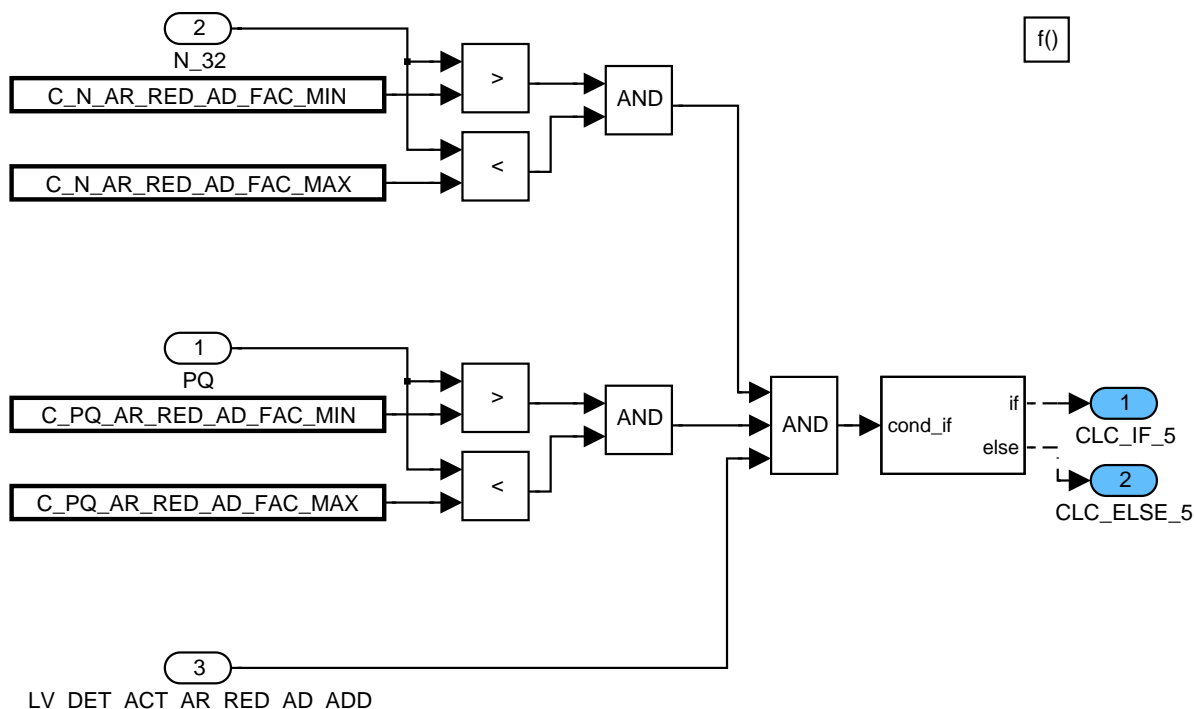 2
N_32
f()
C_N_AR_RED_AD_FAC_MIN
>
AND
C_N_AR_RED_AD_FAC_MAX
<
1
PQ
C_PQ_AR_RED_AD_FAC_MIN
>
AND
AND
cond_if
if
else
1
CLC_IF_5
C_PQ_AR_RED_AD_FAC_MAX
<
2
CLC_ELSE_5
3
LV_DET_ACT_AR_RED_AD_ADD